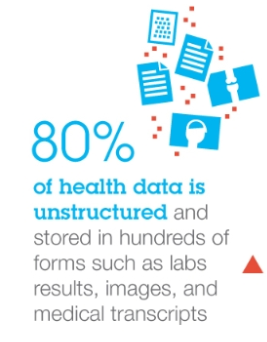 80%
of health data is
unstructured and
stored in hundreds of
forms such as labs
results, images, and
medical transcripts